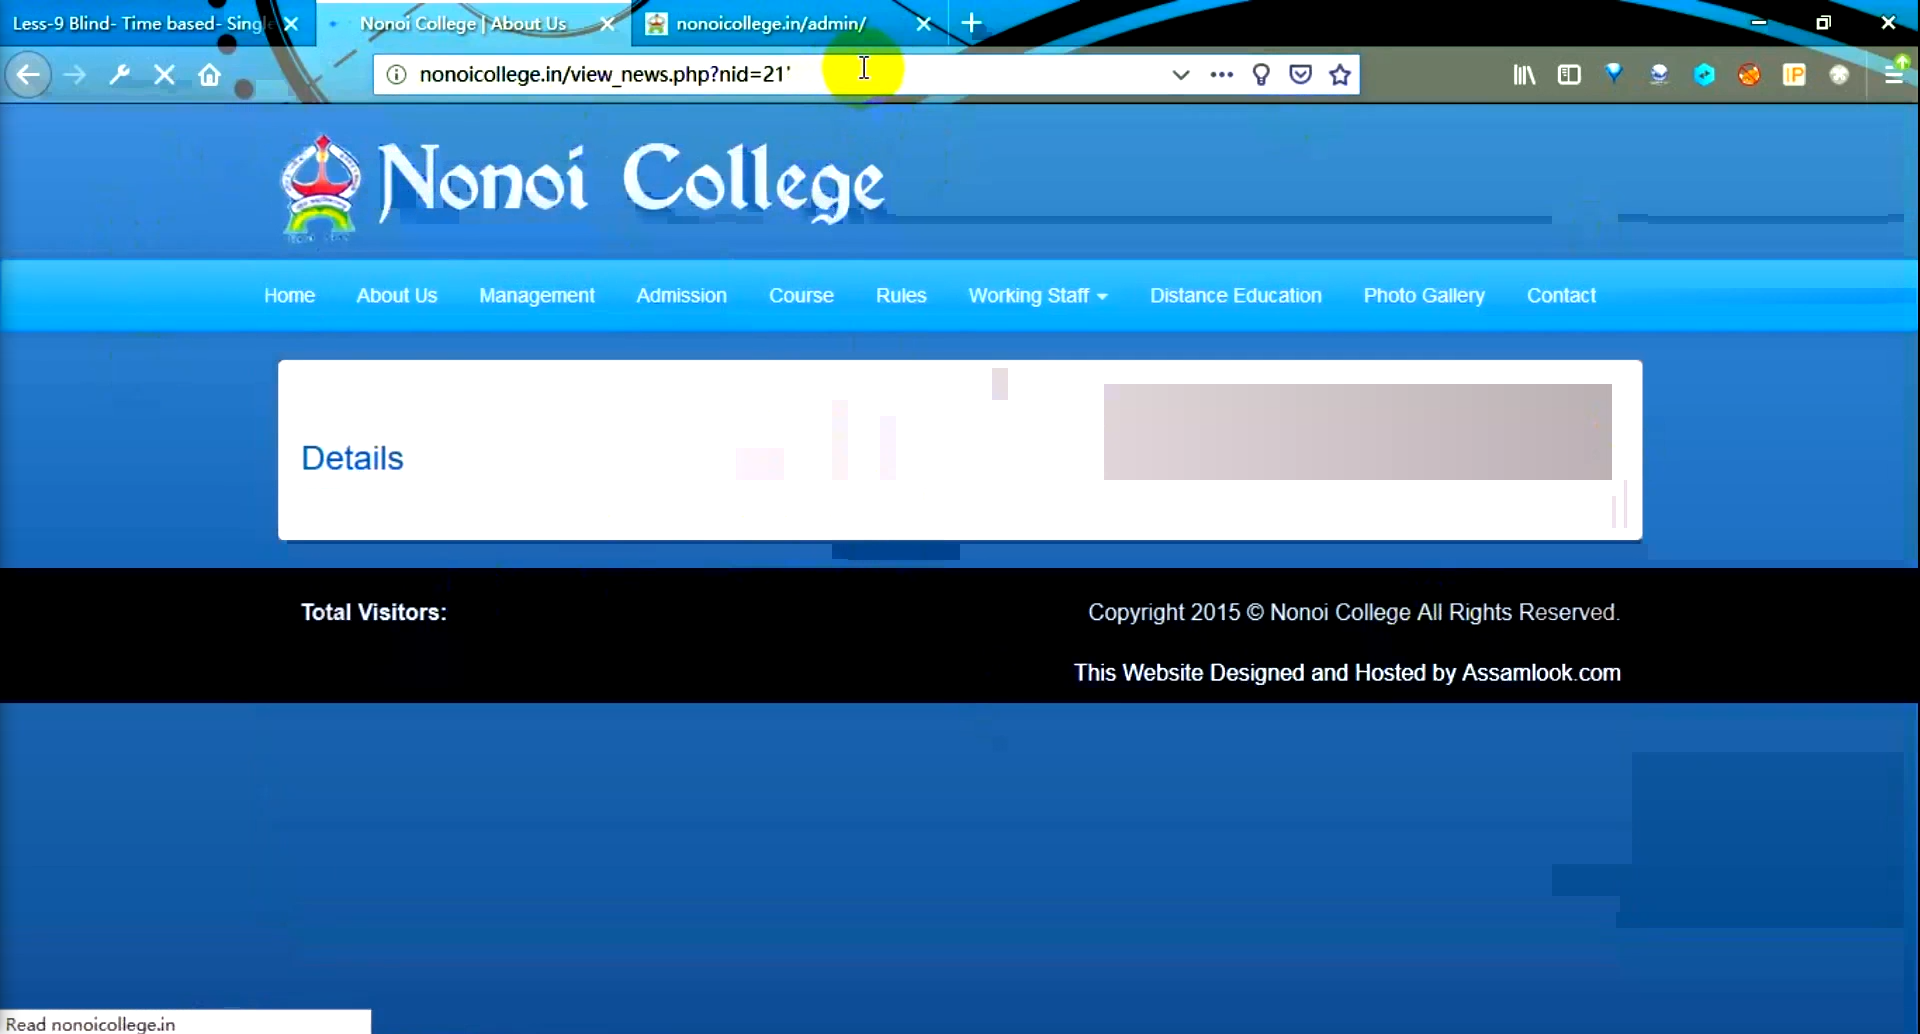 Less-9 Blind- Time based- Single
Nonoi College | About Us
nonoicollege.in/admin/
nonoicollege.in/view_news.php?nid=21'
IP
Nonoi College
Home About Us Management Admission Course Rules Working Staff Distance Education Photo Gallery Contact
Details
Total Visitors:
Copyright 2015 © Nonoi College All Rights Reserved.
This Website Designed and Hosted by Assamlook.com
Read nonoicollege.in